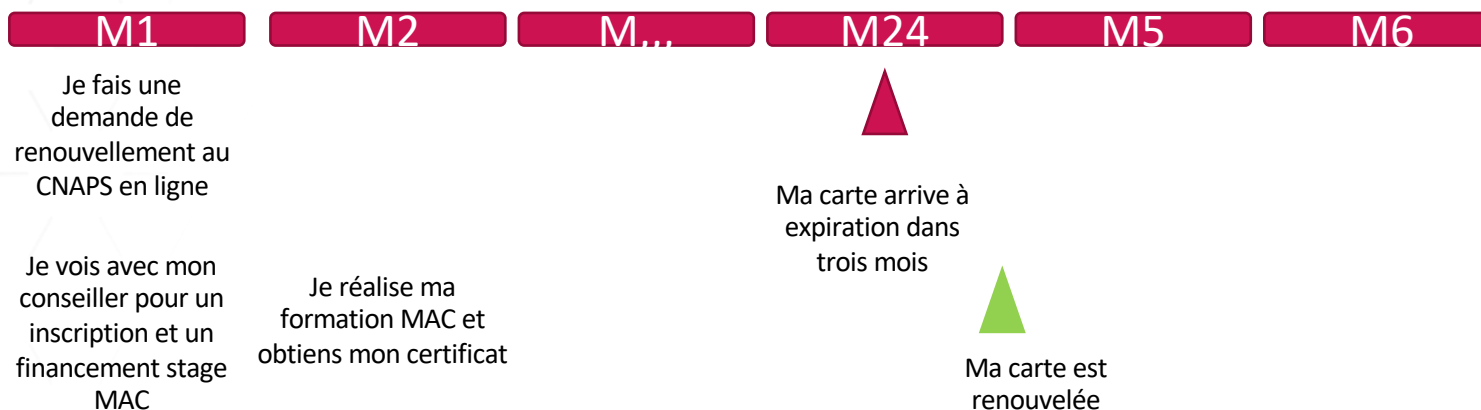 M1
M2
M,,,
M24
M5
M6
Je fais une
demande de
renouvellement au
CNAPS en ligne
Je vois avec mon
conseiller pour un
inscription et un
financement stage
MAC
Je réalise ma
formation MAC et
obtiens mon certificat
Ma carte arrive à
expiration dans
trois mois
Ma carte est
renouvelée